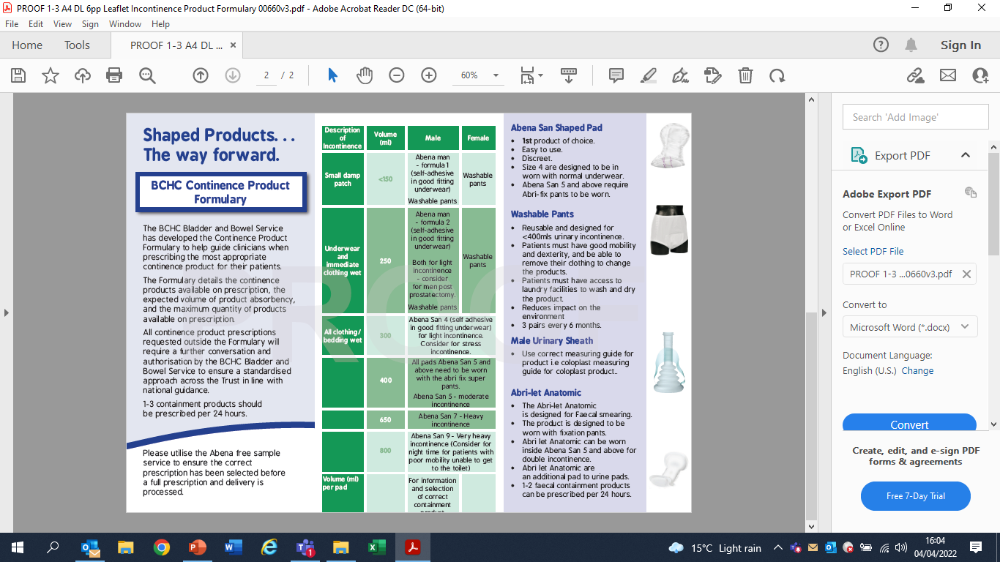 PROOF 1-3 A4 DL 6pp Leaflet Incontinence Product Formulary 00660v3.pdf - Adobe Acrobat Reader DC (64-bit)
File Edit View Sign Window Help
Home Tools PROOF 1-3 A4 DL ... × Sign In
2 / 2 60%
Shaped Products. . .
The way forward.
BCHC Continence Product
Formulary
The BCHC Bladder and Bowel Service
has developed the Continence Product
Formulary to help guide clinicians when
prescribing the most appropriate
continence product for their patients.
The Formulary details the continence
products available on prescription, the
expected volume of product absorbency,
and the maximum quantity of products
available on prescription.
All continence product prescriptions
requested outside the Formulary will
require a further conversation and
authorisation by the BCHC Bladder and
Bowel Service to ensure a standardised
approach across the Trust in line with
national guidance.
1-3 containment products should
be prescribed per 24 hours.
Please utilise the Abena free sample
service to ensure the correct
prescription has been selected before
a full prescription and delivery is
processed.
PROOF
Description
of
Incontinence
Volume
(ml)
Male
Female
Small damp
patch
<150
Abena man
- formula 1
(self-adhesive
in good fitting
underwear)
Washable pants
Washable
pants
Underwear
and
immediate
clothing wet
250
Abena man
- formula 2
(self-adhesive
in good fitting
underwear)
Both for light
incontinence
- consider
for men post
prostatectomy.
Washable pants
Washable
pants
All clothing/
bedding wet
300
Abena San 4 (self adhesive
in good fitting underwear)
for light incontinence.
Consider for stress
incontinence.
400
All pads Abena San 5 and
above need to be worn
with the abri fix super
pants.
Abena San 5 - moderate
incontinence
650
Abena San 7 - Heavy
incontinence
800
Abena San 9 - Very heavy
incontinence (Consider for
night time for patients with
poor mobility unable to get
to the toilet)
Volume (ml)
per pad
For information
and selection
of correct
containment
product
Abena San Shaped Pad
• 1st product of choice.
• Easy to use.
• Discreet.
• Size 4 are designed to be in
worn with normal underwear.
• Abena San 5 and above require
Abri-fix pants to be worn.
Washable Pants
• Reusable and designed for
<400mls urinary incontinence.
• Patients must have good mobility
and dexterity, and be able to
remove their clothing to change
the products.
• Patients must have access to
laundry facilities to wash and dry
the product.
• Reduces impact on the
environment
• 3 pairs every 6 months.
Male Urinary Sheath
• Use correct measuring guide for
product i.e coloplast measuring
guide for coloplast product..
Abri-let Anatomic
• The Abri-let Anatomic
is designed for Faecal smearing.
• The product is designed to be
worn with fixation pants.
• Abri let Anatomic can be worn
inside Abena San 5 and above for
double incontinence.
• Abri let Anatomic are
an additional pad to urine pads.
• 1-2 faecal containment products
can be prescribed per 24 hours.
Search 'Add Image'
Export PDF
Adobe Export PDF
Convert PDF Files to Word
or Excel Online
Select PDF File
PROOF 1-3 ...0660v3.pdf
Convert to
Microsoft Word (*.docx)
Document Language:
English (U.S.) Change
Convert
Create, edit, and e-sign PDF
forms & agreements
Free 7-Day Trial
15°C Light rain
16:04
04/04/2022
1